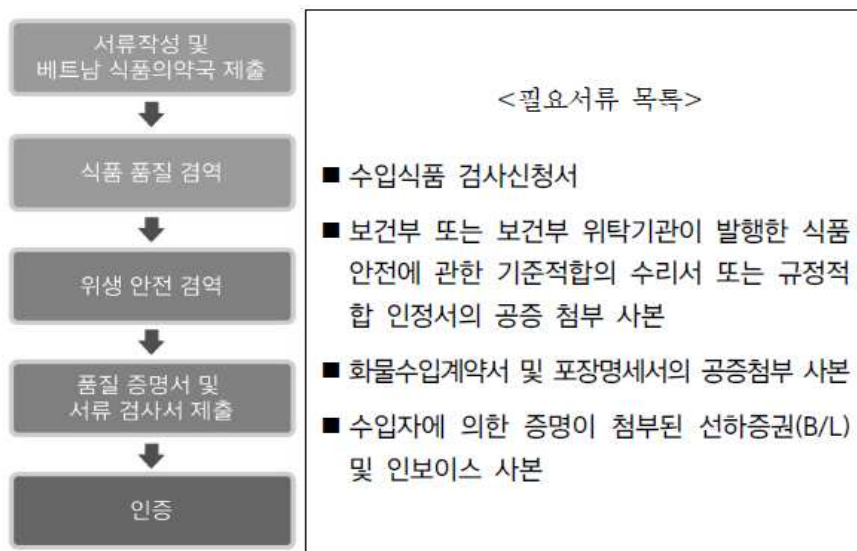 서류작성 및
베트남 식품의약국 제출
식품 품질 검역
위생 안전 검역
품질 증명서 및
서류 검사서 제출
인증
<필요서류 목록>
■ 수입식품 검사신청서
■ 보건부 또는 보건부 위탁기관이 발행한 식품
안전에 관한 기준적합의 수리서 또는 규정적
합 인정서의 공증 첨부 사본
■ 화물수입계약서 및 포장명세서의 공증첨부 사본
■ 수입자에 의한 증명이 첨부된 선하증권(B/L)
및 인보이스 사본